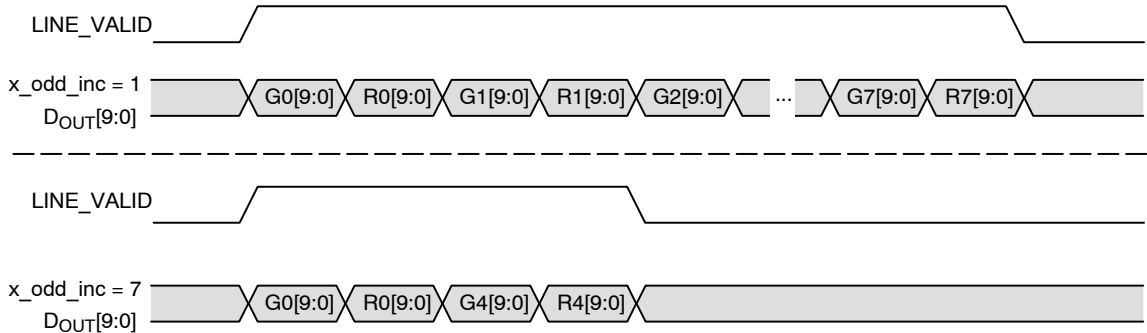 LINE_VALID
x_odd_inc = 1
D_OUT[9:0]
G0[9:0] R0[9:0] G1[9:0] R1[9:0] G2[9:0] ... G7[9:0] R7[9:0]
LINE_VALID
x_odd_inc = 7
D_OUT[9:0]
G0[9:0] R0[9:0] G4[9:0] R4[9:0]